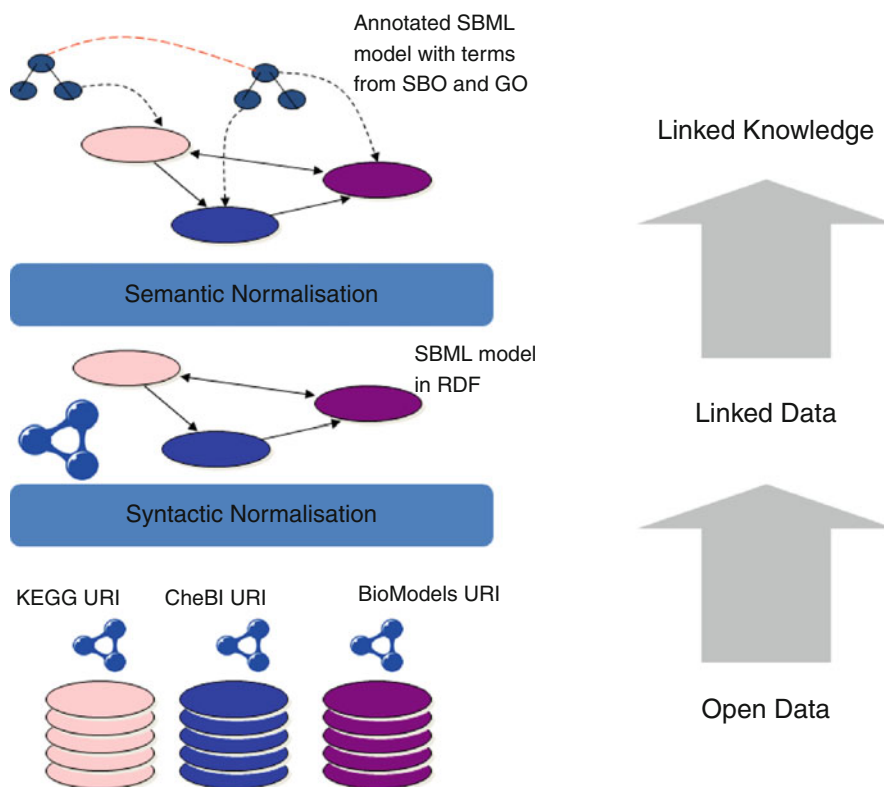 Annotated SBML
model with terms
from SBO and GO
Linked Knowledge
Semantic Normalisation
SBML model
in RDF
Linked Data
Syntactic Normalisation
KEGG URI
CheBI URI
BioModels URI
Open Data